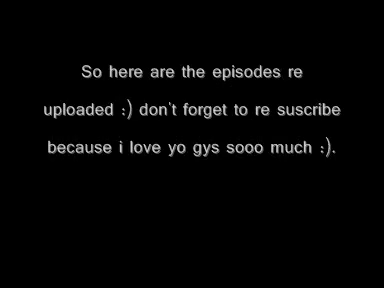 So here are the episodes re
uploaded :) don't forget to re suscribe
because i love yo gys sooo much :).